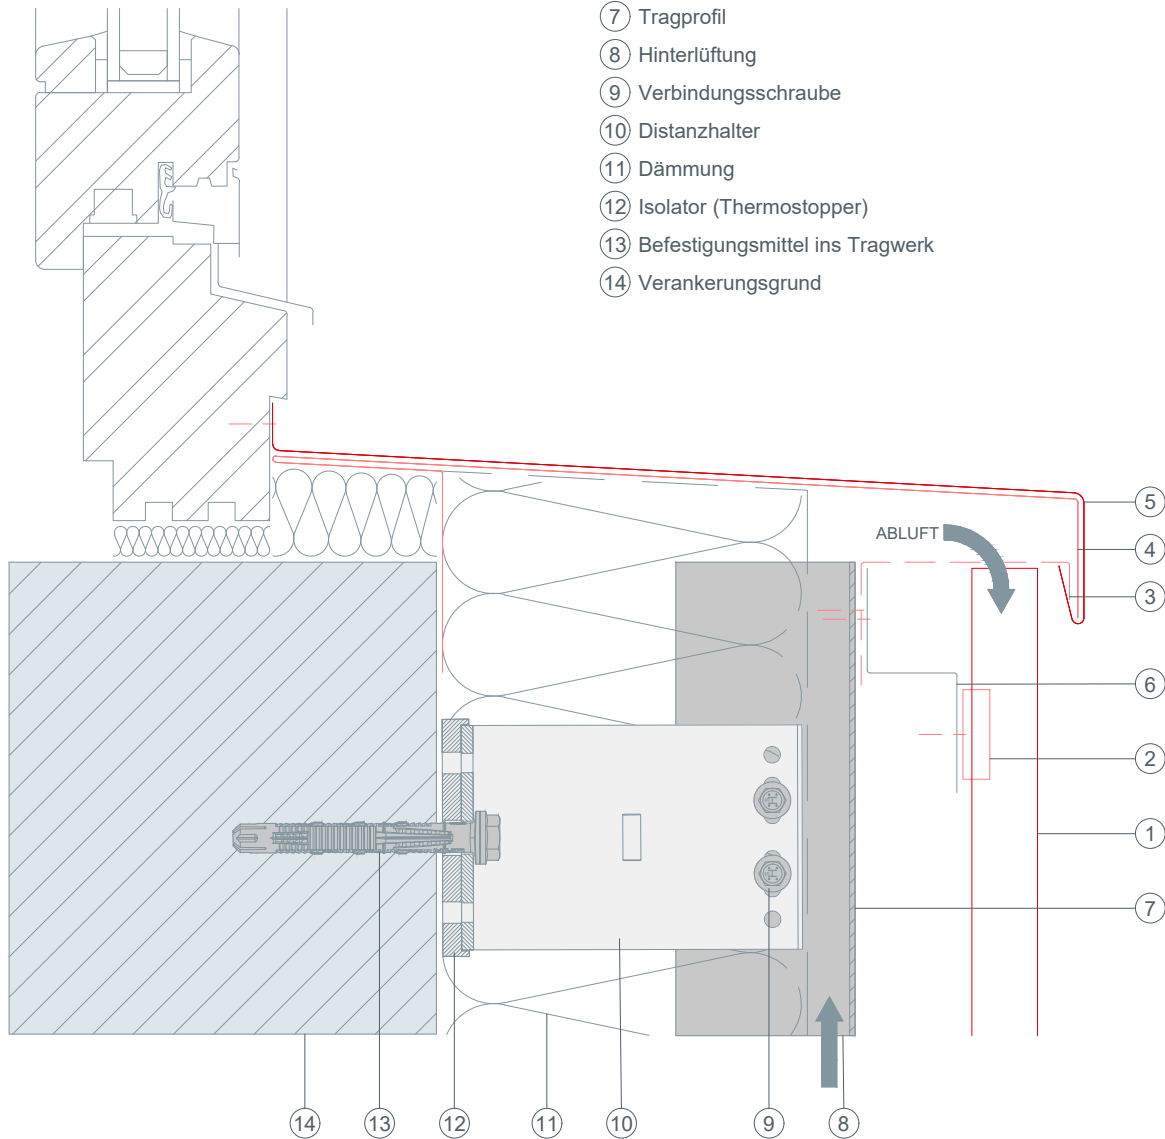 7 Tragprofil
8 Hinterlüftung
9 Verbindungsschraube
10 Distanzhalter
11 Dämmung
12 Isolator (Thermostopper)
13 Befestigungsmittel ins Tragwerk
14 Verankerungsgrund
5
ABLUFT
4
3
6
2
1
7
14
13
12
11
10
9
8